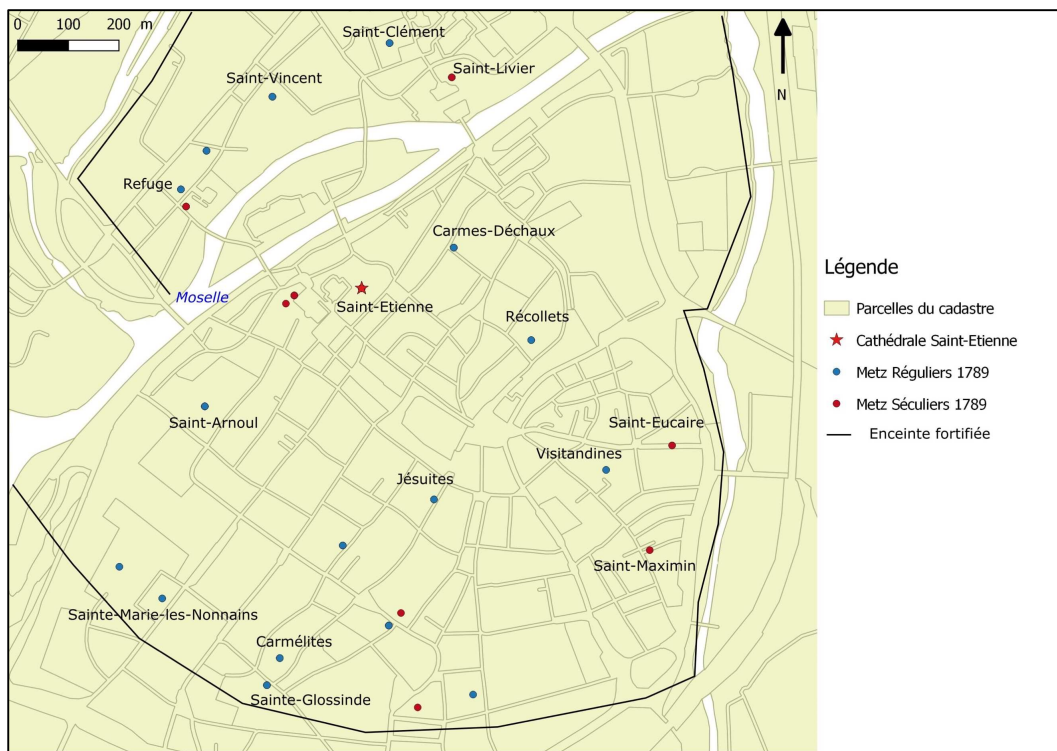 0 100 200 m
N
Saint-Clément
Saint-Livier
Saint-Vincent
Refuge
Carmes-Déchaux
Moselle
Saint-Etienne
Récollets
Saint-Arnoul
Saint-Eucaire
Visitandines
Jésuites
Saint-Maximin
Sainte-Marie-les-Nonnains
Carmélites
Sainte-Glossinde
Légende
Parcelles du cadastre
Cathédrale Saint-Etienne
Metz Réguliers 1789
Metz Séculiers 1789
Enceinte fortifiée